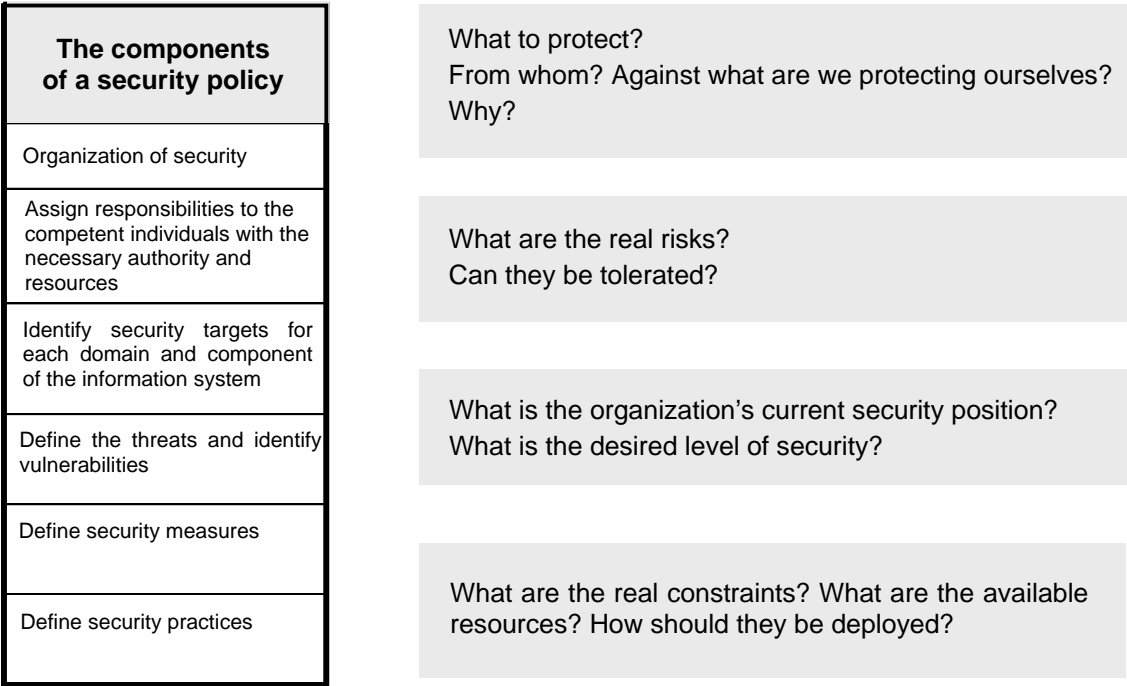 The components
of a security policy
Organization of security
Assign responsibilities to the
competent individuals with the
necessary authority and
resources
Identify security targets for
each domain and component
of the information system
Define the threats and identify
vulnerabilities
Define security measures
Define security practices
What to protect?
From whom? Against what are we protecting ourselves?
Why?
What are the real risks?
Can they be tolerated?
What is the organization’s current security position?
What is the desired level of security?
What are the real constraints? What are the available
resources? How should they be deployed?